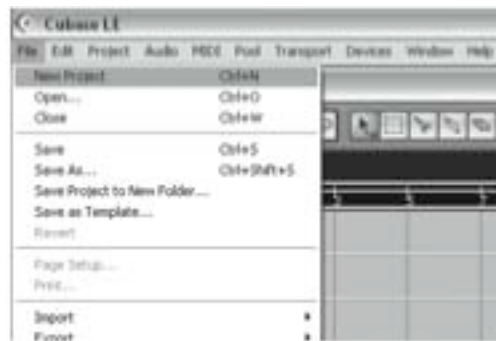 Cubase LE
File Edit Project Audio MIDI Pool Transport Devices Window Help
New Project Ctrl+N
Open... Ctrl+O
Close Ctrl+W
Save Ctrl+S
Save As... Ctrl+Shift+S
Save Project to New Folder...
Save as Template...
Revert
Page Setup...
Print...
Import
Export